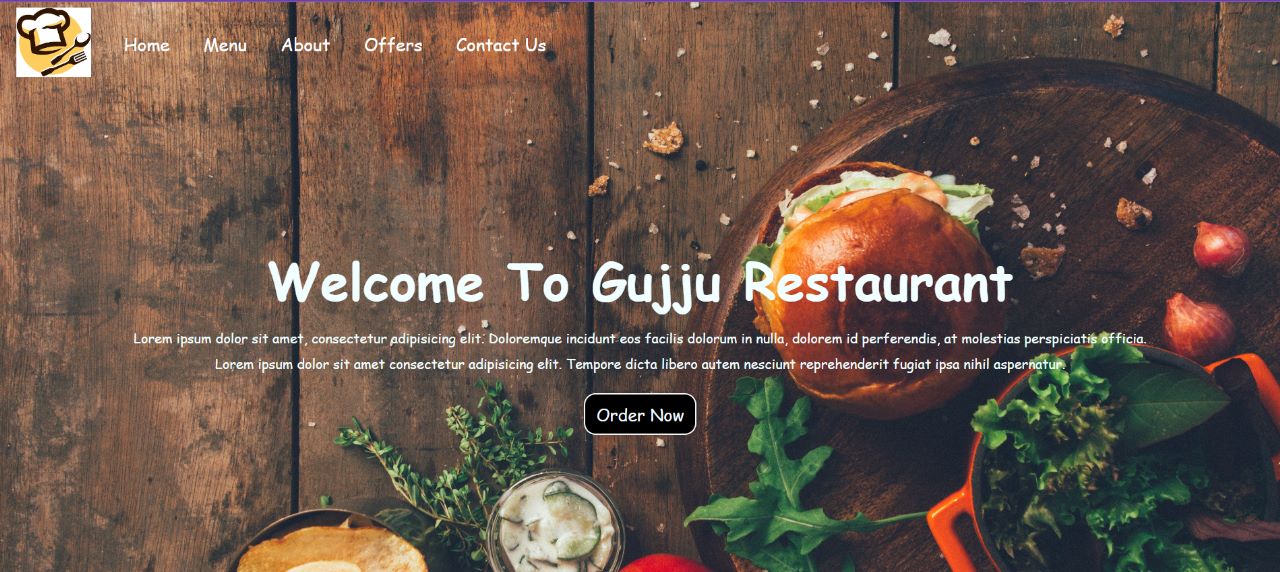 Home Menu About Offers Contact Us
Welcome To Gujju Restaurant
Lorem ipsum dolor sit amet, consectetur adipisicing elit. Doloremque incidunt eos facilis dolorum in nulla, dolorem id perferendis, at molestias perspiciatis officia.
Lorem ipsum dolor sit amet consectetur adipisicing elit. Tempore dicta libero autem nesciunt reprehenderit fugiat ipsa nihil aspernatur.
Order Now